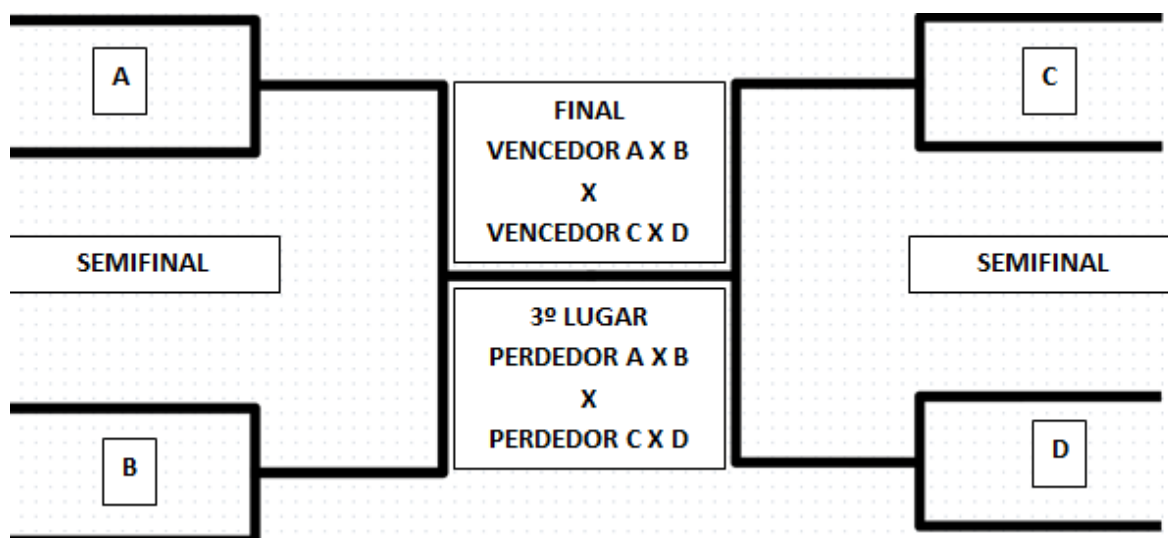 A
C
FINAL
VENCEDOR A X B
X
VENCEDOR C X D
SEMIFINAL
SEMIFINAL
3º LUGAR
PERDEDOR A X B
X
PERDEDOR C X D
B
D